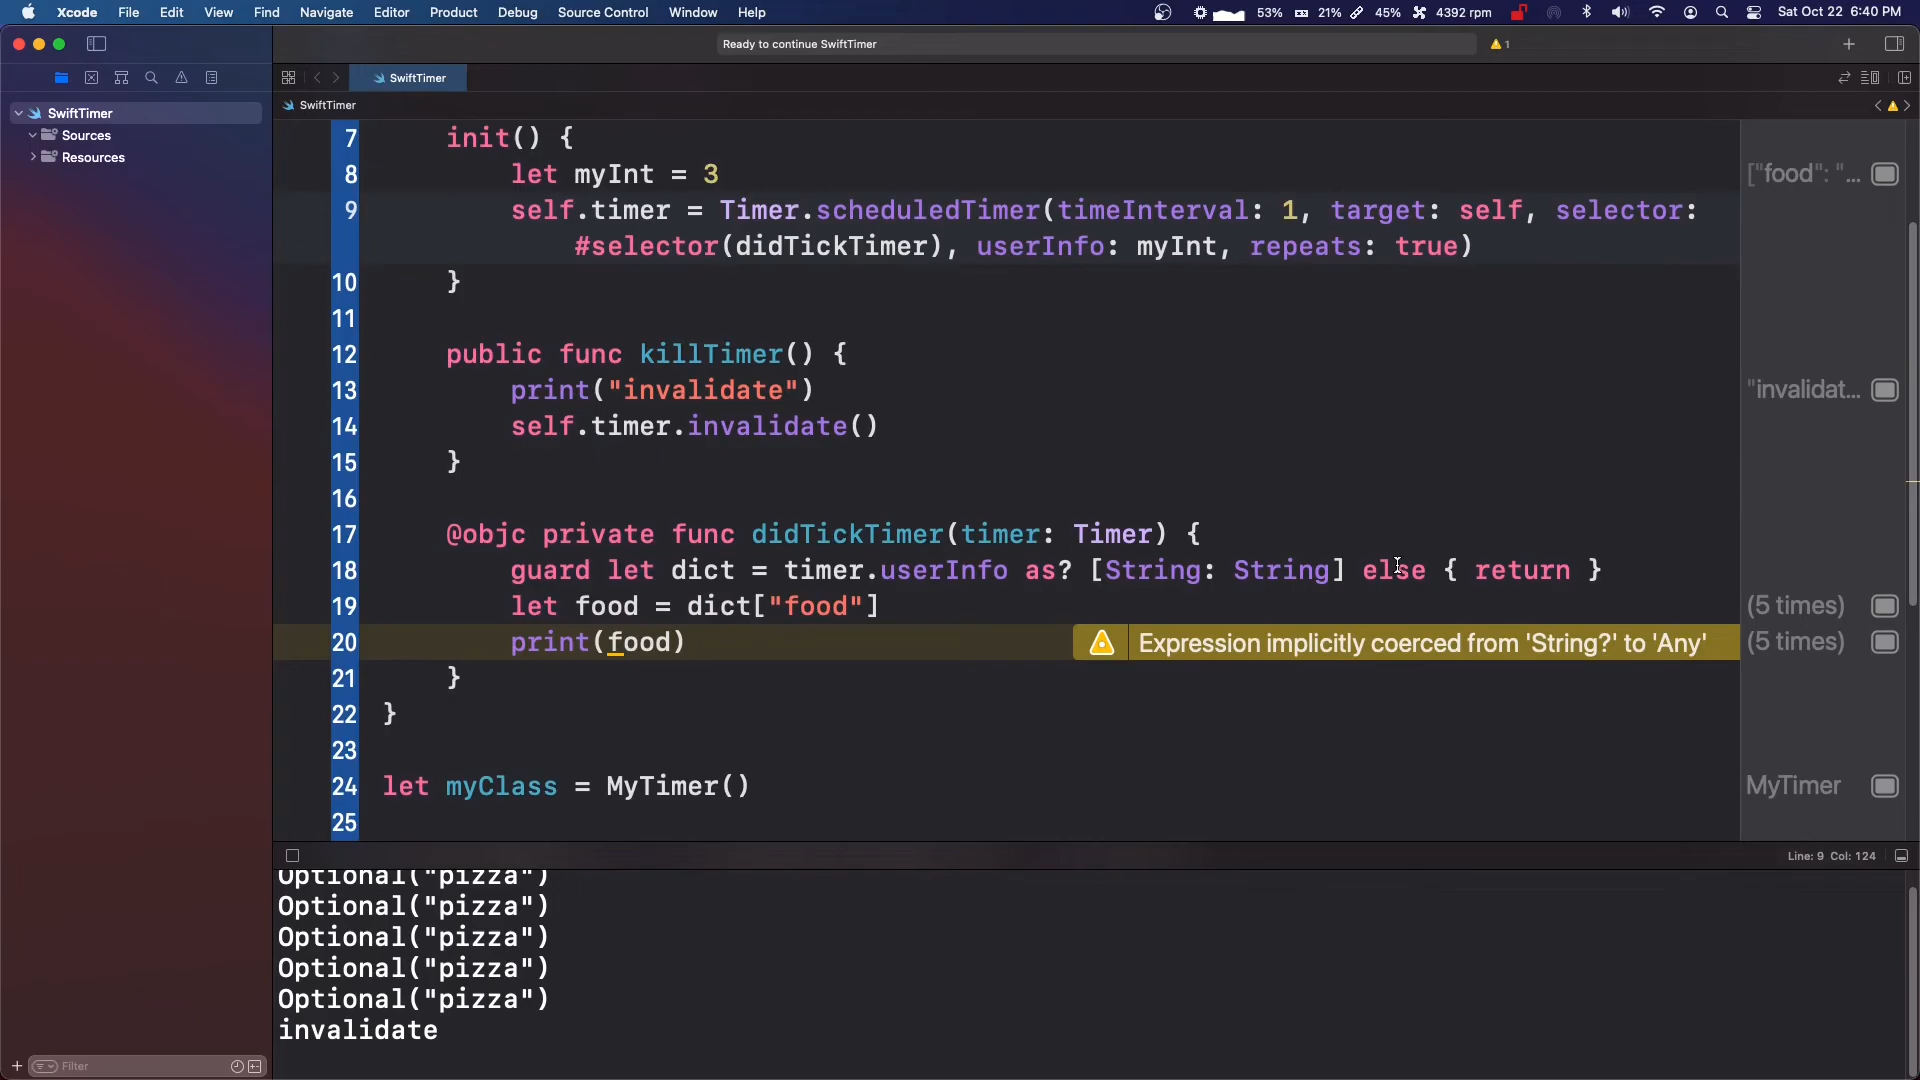 Xcode File Edit View Find Navigate Editor Product Debug Source Control Window Help 53% 21% 45% 4392 rpm Sat Oct 22 6:40 PM
Ready to continue SwiftTimer 1
SwiftTimer
SwiftTimer
SwiftTimer
Sources
Resources
7 init() {
8 let myInt = 3 ["food": "...
9 self.timer = Timer.scheduledTimer(timeInterval: 1, target: self, selector:
#selector(didTickTimer), userInfo: myInt, repeats: true)
10 }
11
12 public func killTimer() {
13 print("invalidate") "invalidat...
14 self.timer.invalidate()
15 }
16
17 @objc private func didTickTimer(timer: Timer) {
18 guard let dict = timer.userInfo as? [String: String] else { return }
19 let food = dict["food"] (5 times)
20 print(food) Expression implicitly coerced from 'String?' to 'Any' (5 times)
21 }
22 }
23
24 let myClass = MyTimer() MyTimer
25
Line: 9 Col: 124
Optional("pizza")
Optional("pizza")
Optional("pizza")
Optional("pizza")
Optional("pizza")
invalidate
Filter